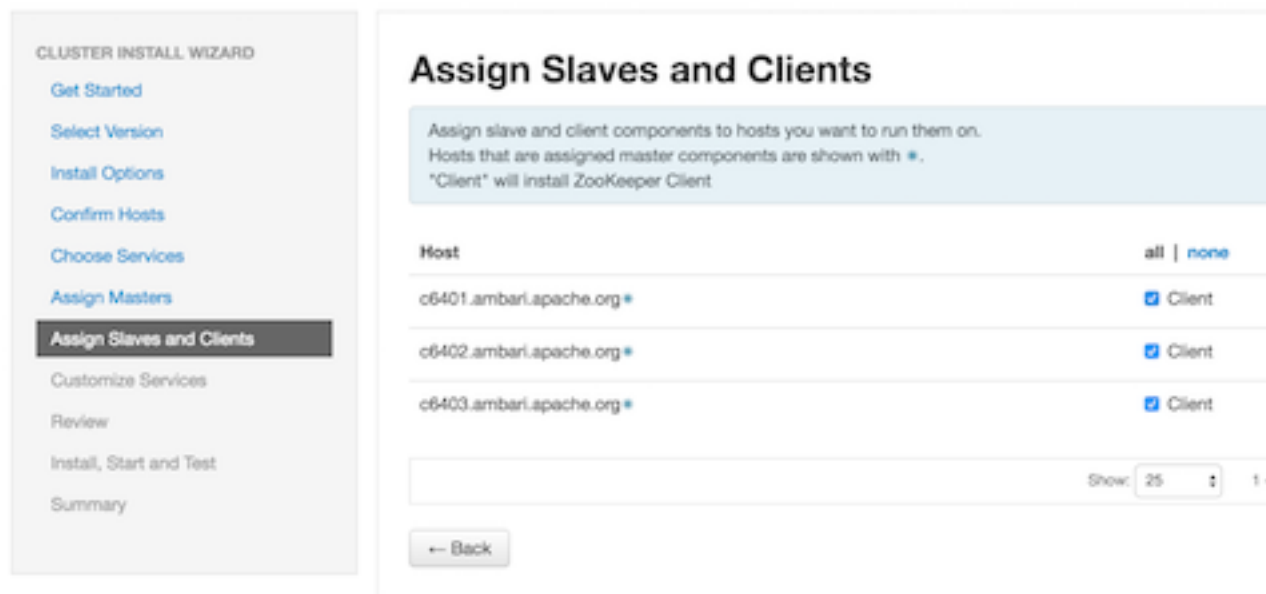 CLUSTER INSTALL WIZARD
Get Started
Select Version
Install Options
Confirm Hosts
Choose Services
Assign Masters
Assign Slaves and Clients
Customize Services
Review
Install, Start and Test
Summary
Assign Slaves and Clients
Assign slave and client components to hosts you want to run them on.
Hosts that are assigned master components are shown with ✵.
"Client" will install ZooKeeper Client
Host all | none
c6401.ambari.apache.org✵ Client
c6402.ambari.apache.org✵ Client
c6403.ambari.apache.org✵ Client
Show: 25 1 -
← Back